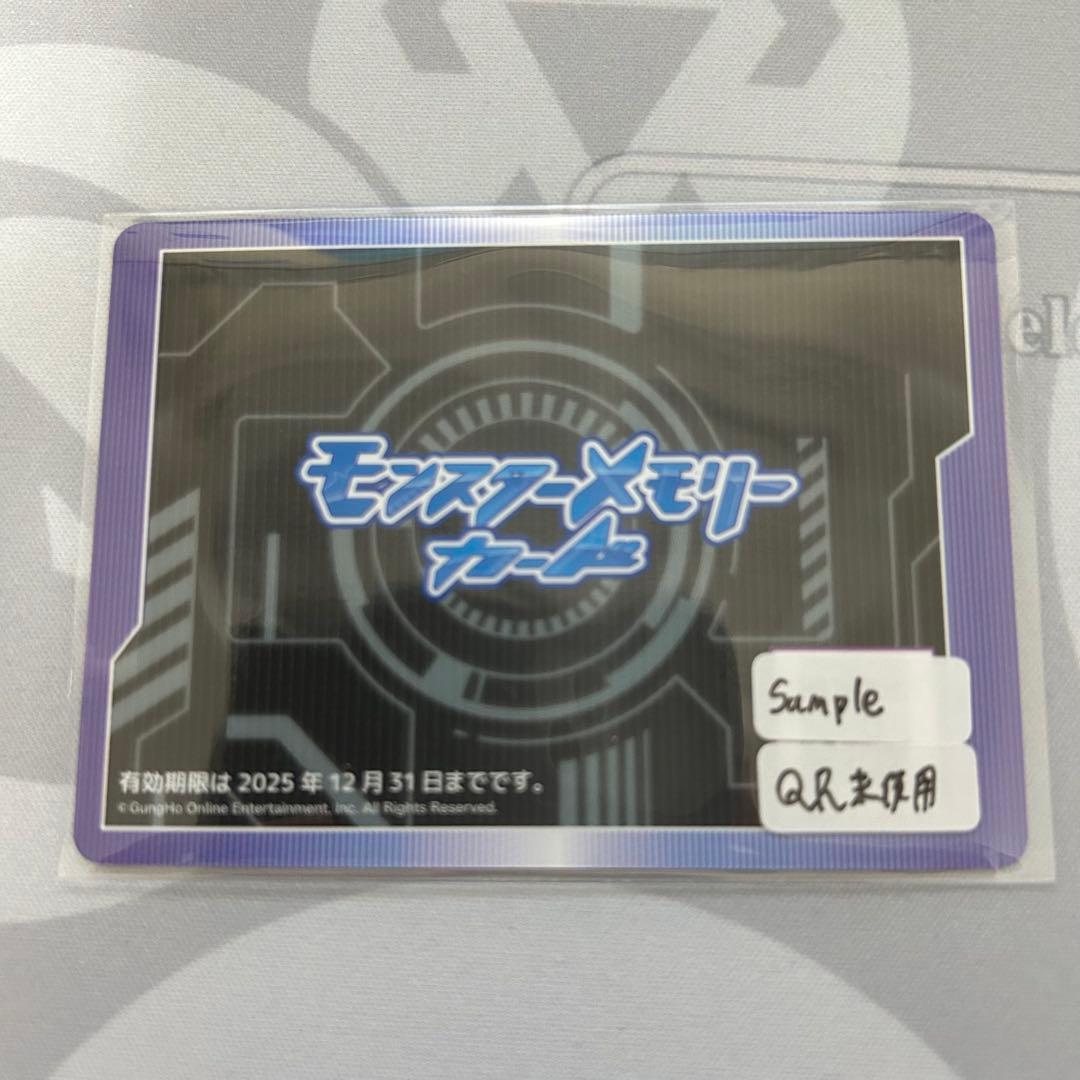 モンスターメモリー
カード
Sample
QR未使用
有効期限は 2025 年 12 月 31 日までです。
© GungHo Online Entertainment, Inc. All Rights Reserved.